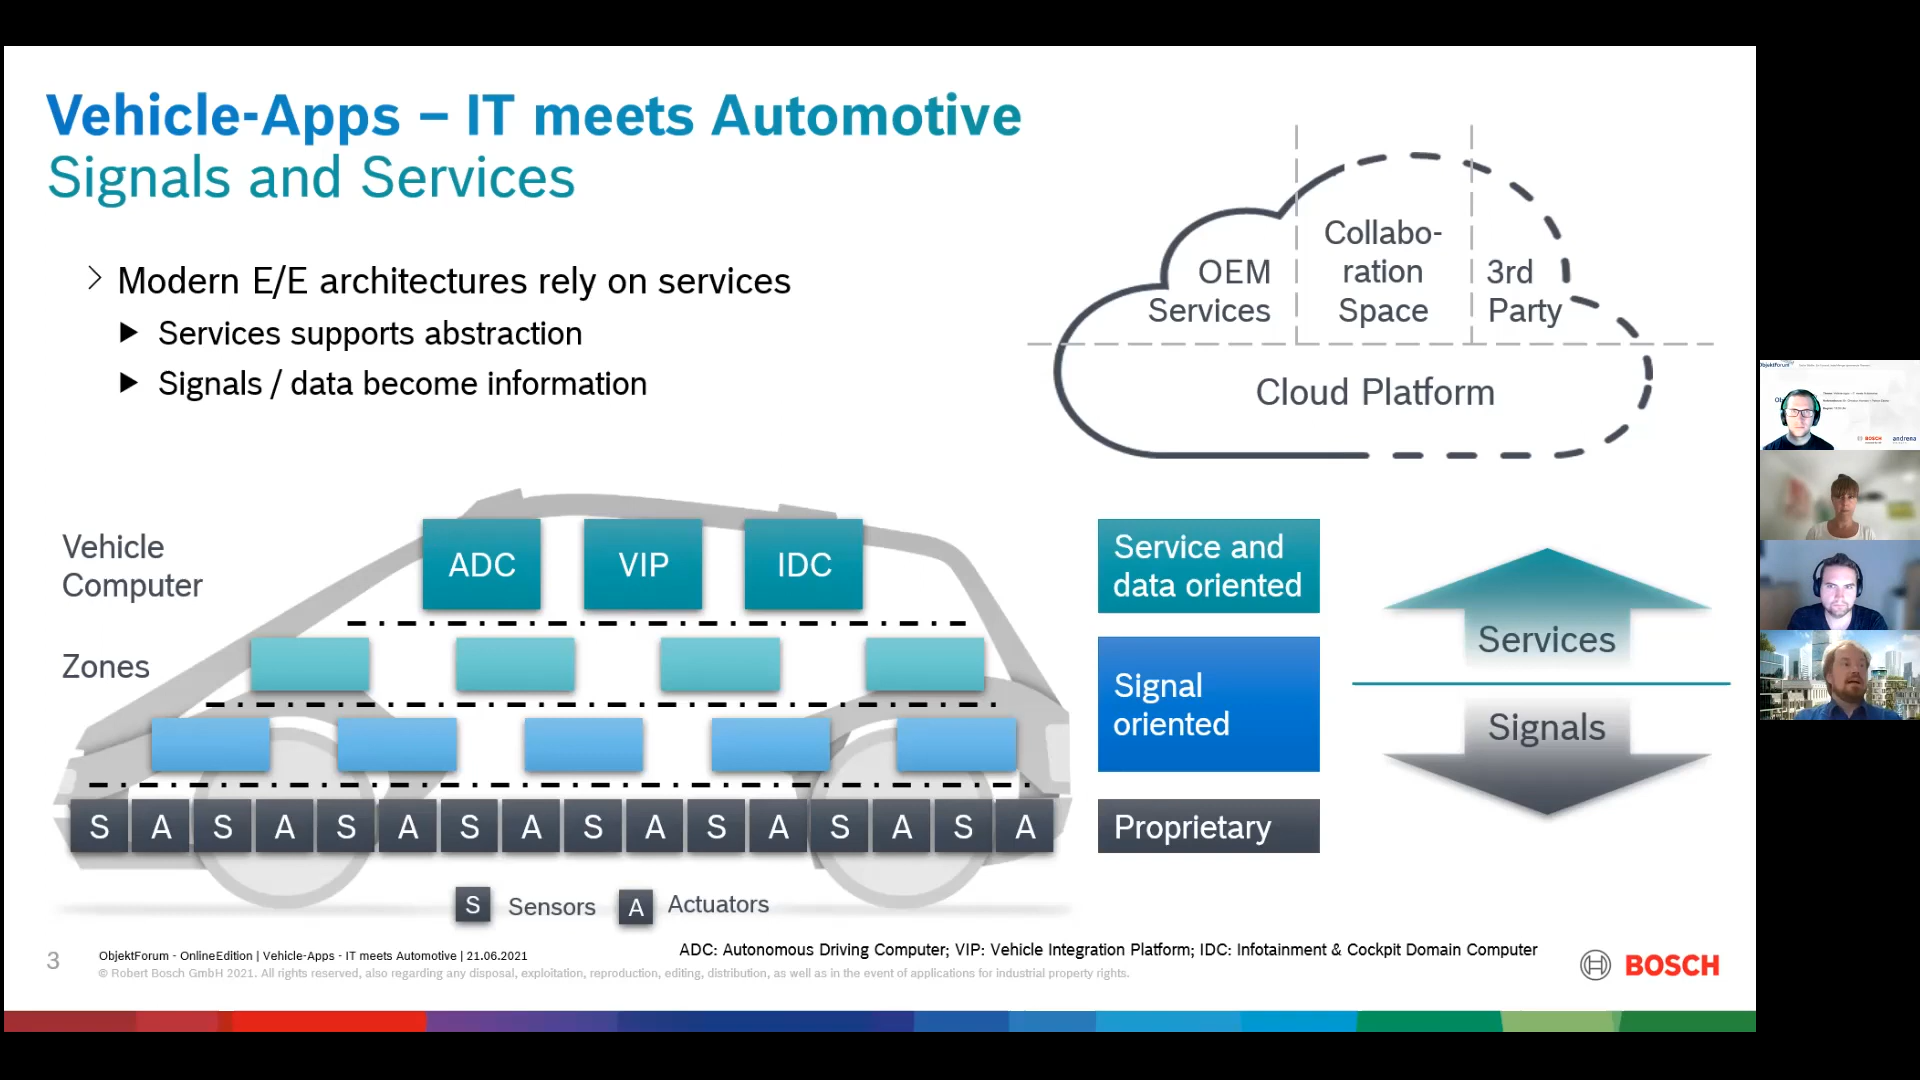 Vehicle-Apps – IT meets Automotive
Signals and Services
Modern E/E architectures rely on services
Services supports abstraction
Signals / data become information
OEM
Services
Collabo-
ration
Space
3rd
Party
Cloud Platform
Vehicle
Computer
ADC
VIP
IDC
Zones
S A S A S A S A S A S A S A S A
S Sensors A Actuators
Service and
data oriented
Signal
oriented
Proprietary
Services
Signals
ADC: Autonomous Driving Computer; VIP: Vehicle Integration Platform; IDC: Infotainment & Cockpit Domain Computer
3
ObjektForum - OnlineEdition | Vehicle-Apps - IT meets Automotive | 21.06.2021
© Robert Bosch GmbH 2021. All rights reserved, also regarding any disposal, exploitation, reproduction, editing, distribution, as well as in the event of applications for industrial property rights.
BOSCH
ObjektForum
BOSCH
andrena